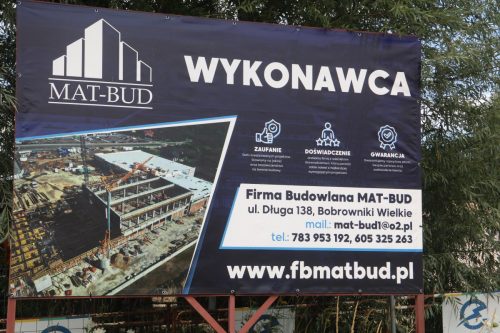 MAT-BUD
WYKONAWCA
ZAUFANIE
DOŚWIADCZENIE
GWARANCJA
Firma Budowlana MAT-BUD
ul. Długa 138, Bobrowniki Wielkie
mail.: mat-bud1@o2.pl
tel.: 783 953 192, 605 325 263
www.fbmatbud.pl